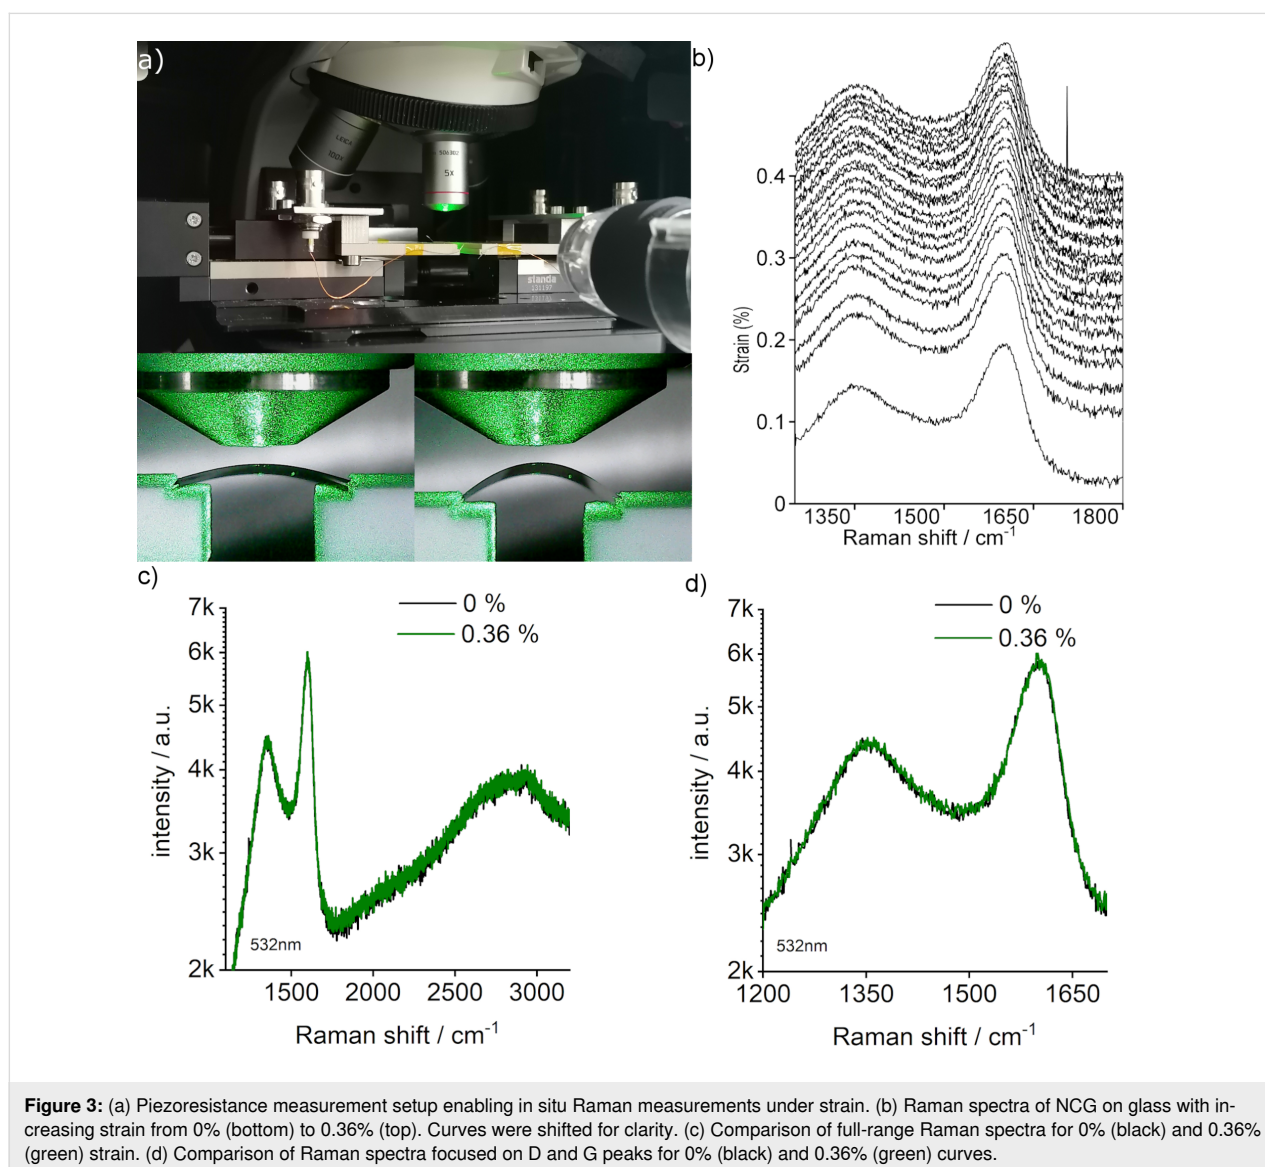 a)
LEICA
100X
506302
5X
standa
b)
0.4
0.3
0.2
0.1
0
Strain (%)
1350 1500 1650 1800
Raman shift / cm-1
c)
0 %
0.36 %
7k
6k
5k
4k
3k
2k
intensity / a.u.
532nm
1500 2000 2500 3000
Raman shift / cm-1
d)
0 %
0.36 %
7k
6k
5k
4k
3k
2k
intensity / a.u.
532nm
1200 1350 1500 1650
Raman shift / cm-1
Figure 3: (a) Piezoresistance measurement setup enabling in situ Raman measurements under strain. (b) Raman spectra of NCG on glass with in-
creasing strain from 0% (bottom) to 0.36% (top). Curves were shifted for clarity. (c) Comparison of full-range Raman spectra for 0% (black) and 0.36%
(green) strain. (d) Comparison of Raman spectra focused on D and G peaks for 0% (black) and 0.36% (green) curves.